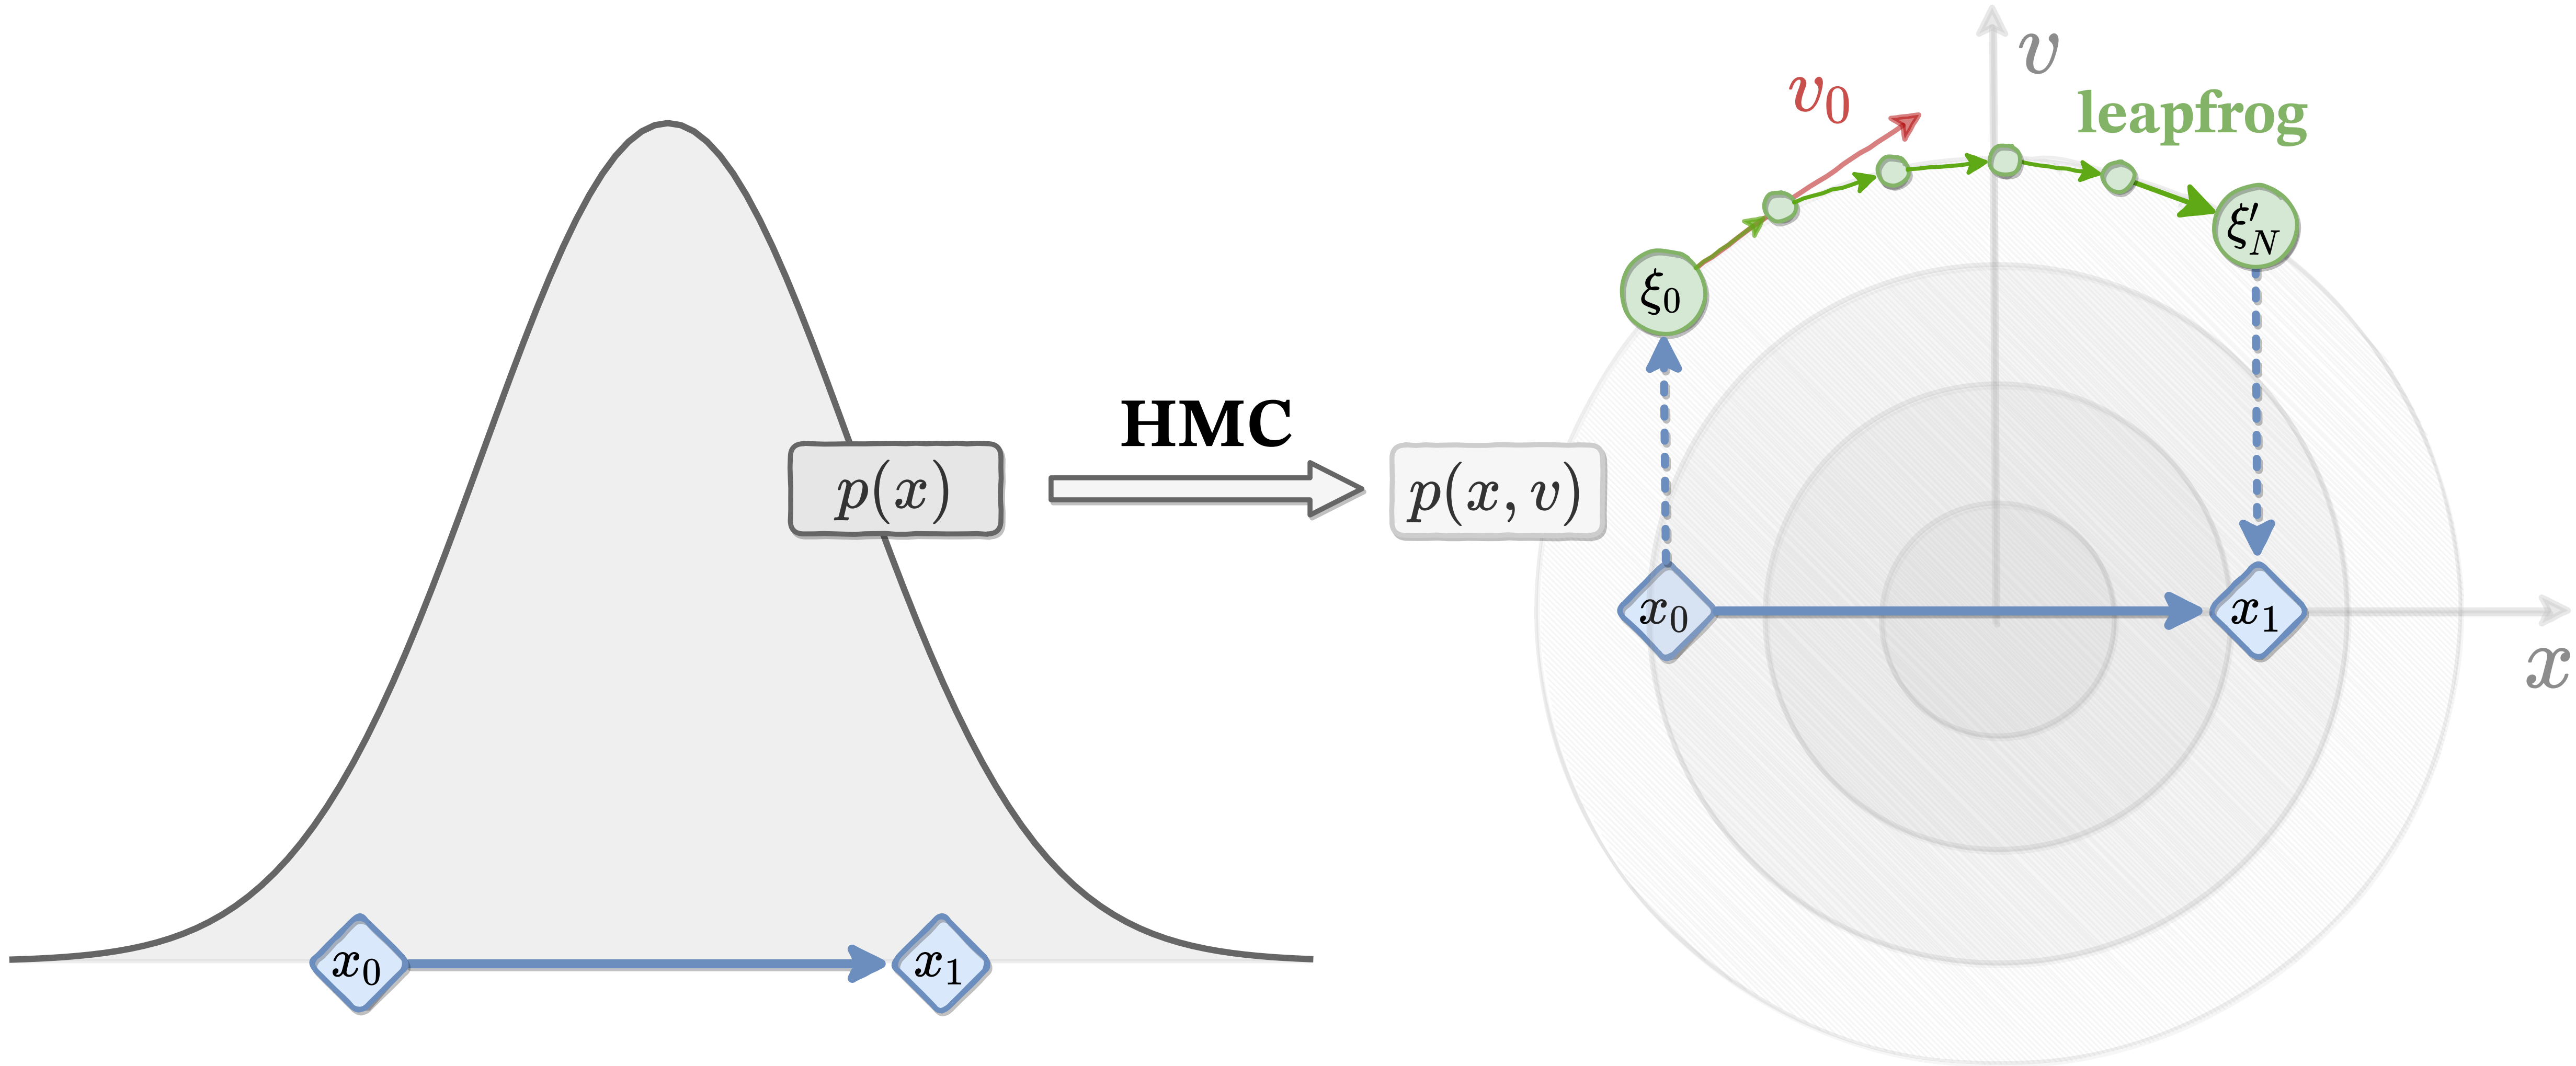 p(x)
x₀
x₁
HMC
p(x, v)
v
v₀
leapfrog
ξ₀
ξ′_N
x₀
x₁
x